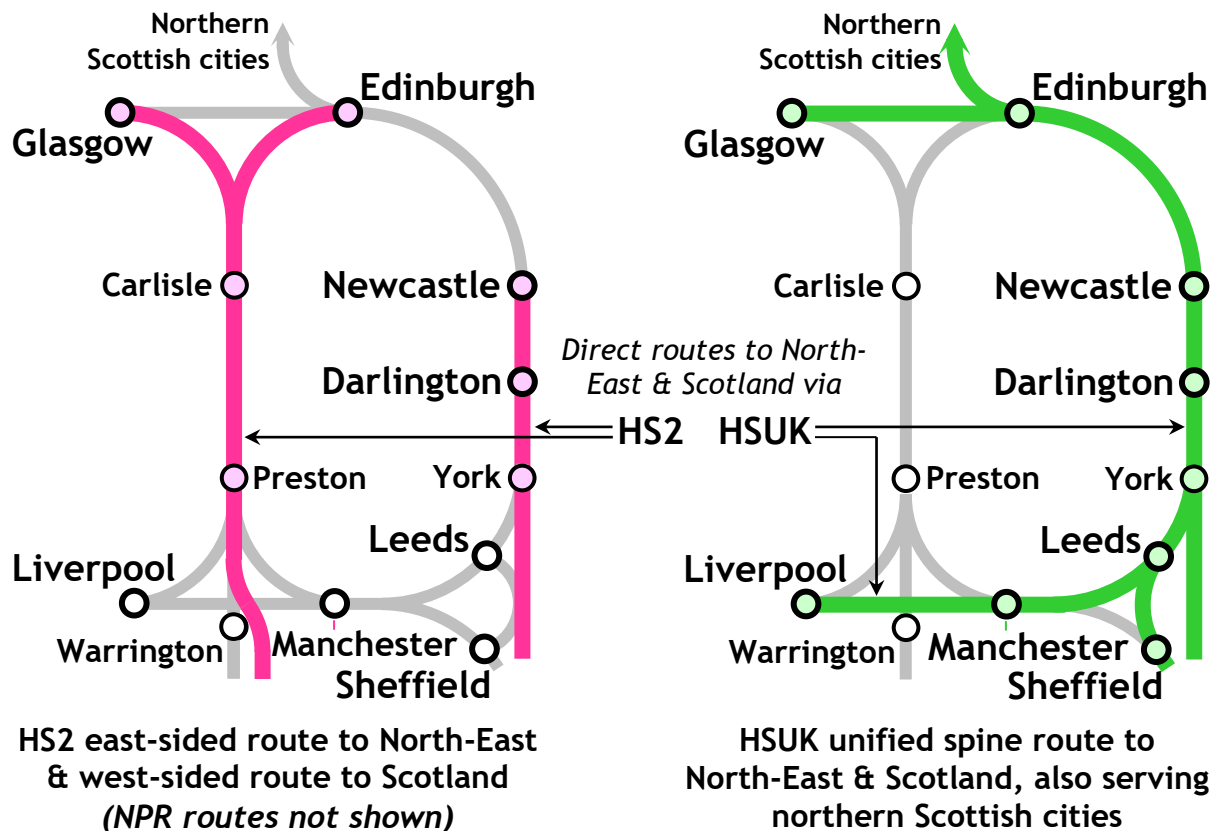 Northern
Scottish cities
Edinburgh
Glasgow
Carlisle
Newcastle
Darlington
Preston
York
Leeds
Liverpool
Warrington
Manchester
Sheffield
HS2 east-sided route to North-East
& west-sided route to Scotland
(NPR routes not shown)
Direct routes to North-
East & Scotland via
HS2 HSUK
Northern
Scottish cities
Edinburgh
Glasgow
Carlisle
Newcastle
Darlington
Preston
York
Leeds
Liverpool
Warrington
Manchester
Sheffield
HSUK unified spine route to
North-East & Scotland, also serving
northern Scottish cities